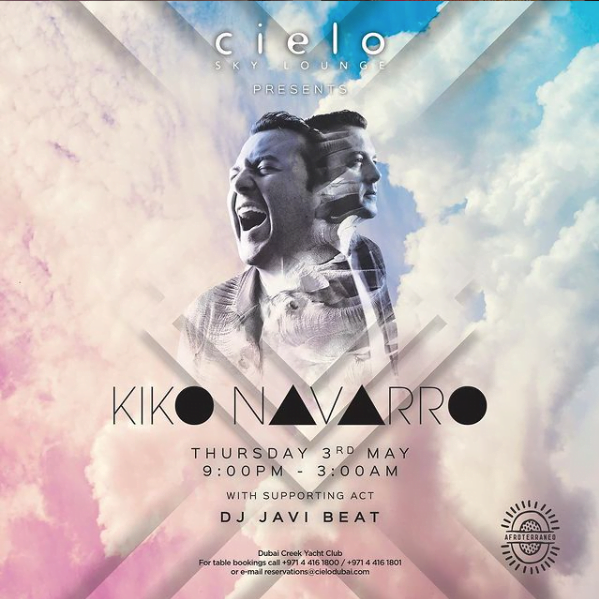 cielo
SKY LOUNGE
PRESENTS
KIKO NAVARRO
THURSDAY 3RD MAY
9:00PM - 3:00AM
WITH SUPPORTING ACT
DJ JAVI BEAT
AFROTERRANEO
Dubai Creek Yacht Club
For table bookings call +971 4 416 1800 / +971 4 416 1801
or e-mail reservations@cielodubai.com